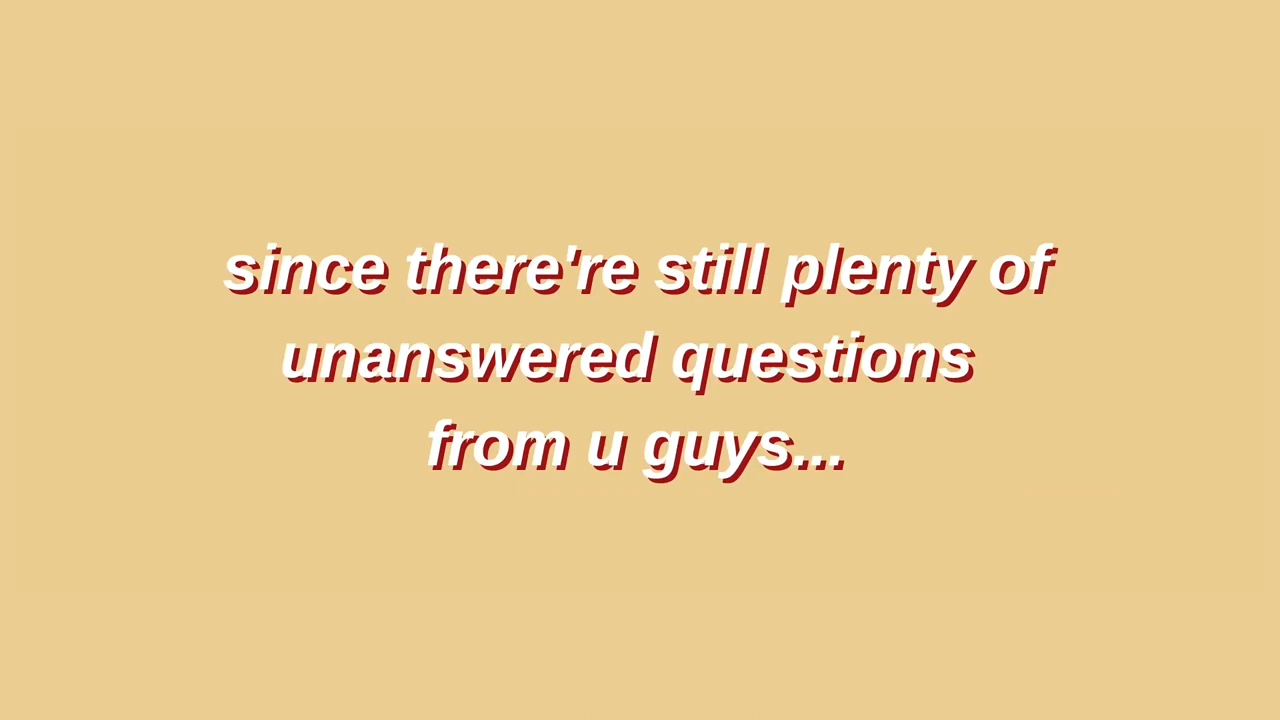 since there're still plenty of
unanswered questions
from u guys...